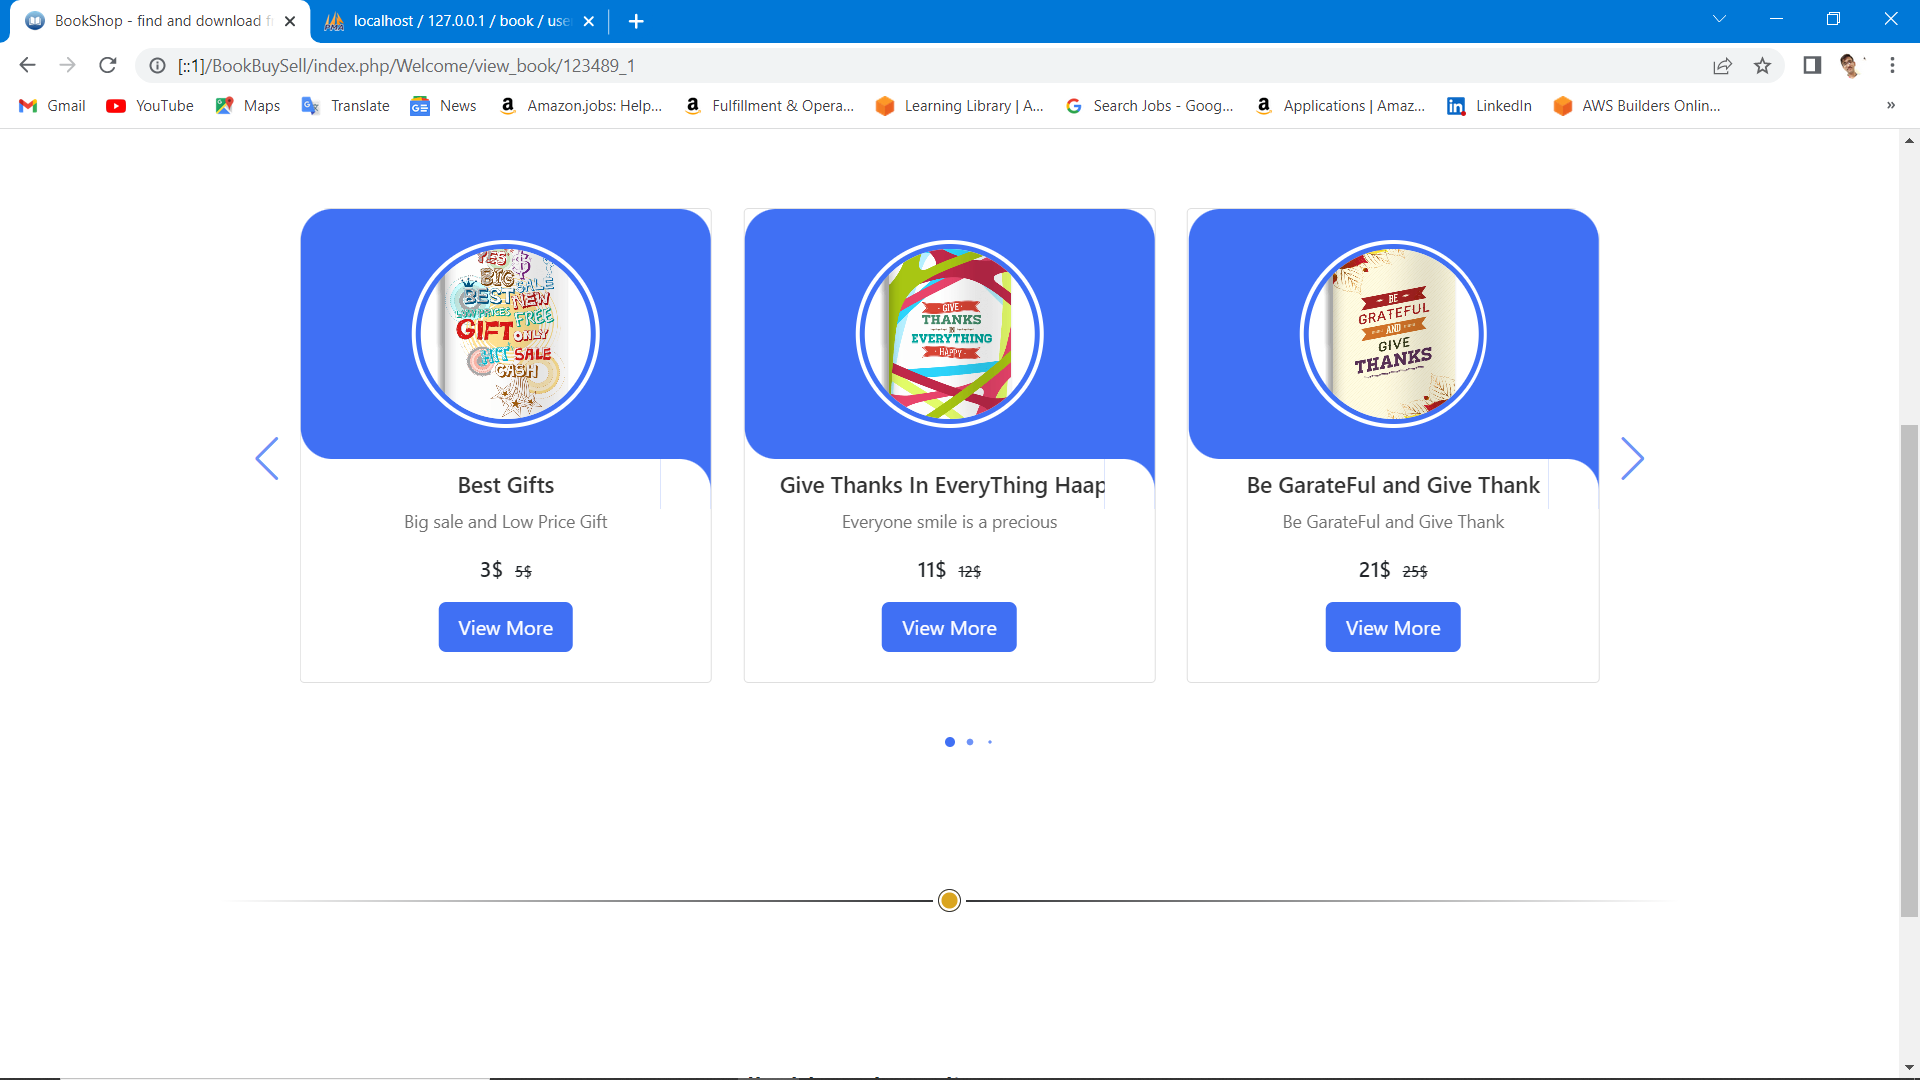 BookShop - find and download f
localhost / 127.0.0.1 / book / use
[::1]/BookBuySell/index.php/Welcome/view_book/123489_1
Gmail
YouTube
Maps
Translate
News
Amazon.jobs: Help...
Fulfillment & Opera...
Learning Library | A...
Search Jobs - Goog...
Applications | Amaz...
LinkedIn
AWS Builders Onlin...
»
YES
BIG
SALE
BEST NEW
LOW PRICES FREE
GIFT ONLY
HIT SALE
CASH
GIVE
THANKS
IN
EVERYTHING
HAPPY
BE
GRATEFUL
AND
GIVE
THANKS
Best Gifts
Big sale and Low Price Gift
3$ 5$
View More
Give Thanks In EveryThing Haap
Everyone smile is a precious
11$ 12$
View More
Be GarateFul and Give Thank
Be GarateFul and Give Thank
21$ 25$
View More